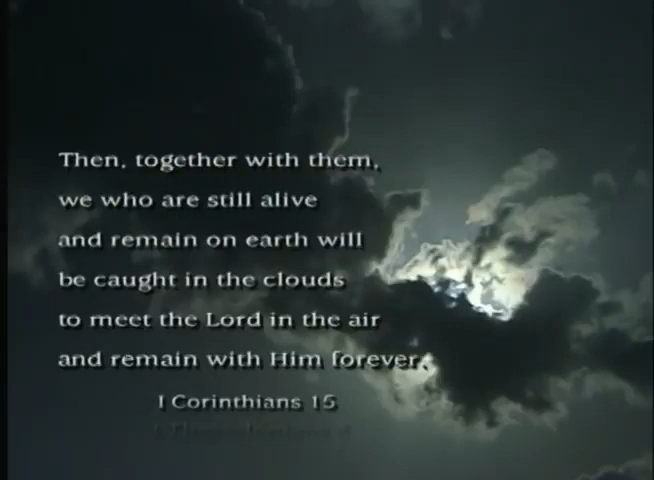 Then, together with them,
we who are still alive
and remain on earth will
be caught in the clouds
to meet the Lord in the air
and remain with Him forever.
I Corinthians 15